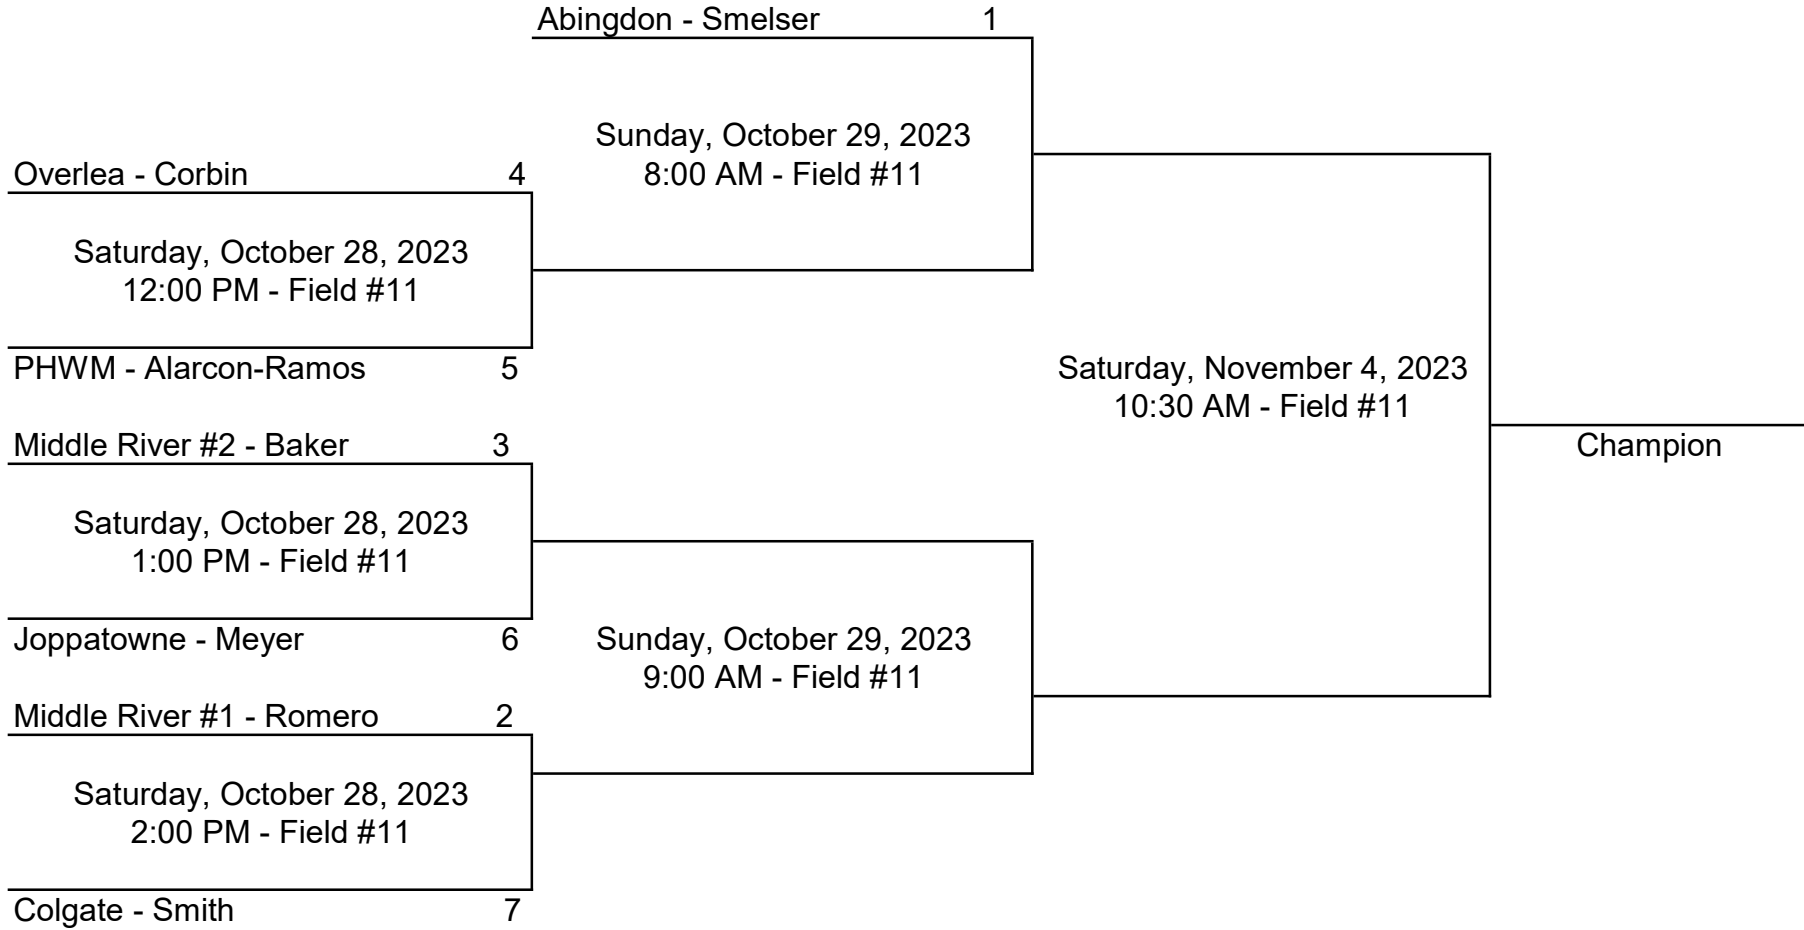 Abingdon - Smelser 1
Sunday, October 29, 2023
8:00 AM - Field #11
Overlea - Corbin 4
Saturday, October 28, 2023
12:00 PM - Field #11
PHWM - Alarcon-Ramos 5
Saturday, November 4, 2023
10:30 AM - Field #11
Middle River #2 - Baker 3
Champion
Saturday, October 28, 2023
1:00 PM - Field #11
Joppatowne - Meyer 6
Sunday, October 29, 2023
9:00 AM - Field #11
Middle River #1 - Romero 2
Saturday, October 28, 2023
2:00 PM - Field #11
Colgate - Smith 7